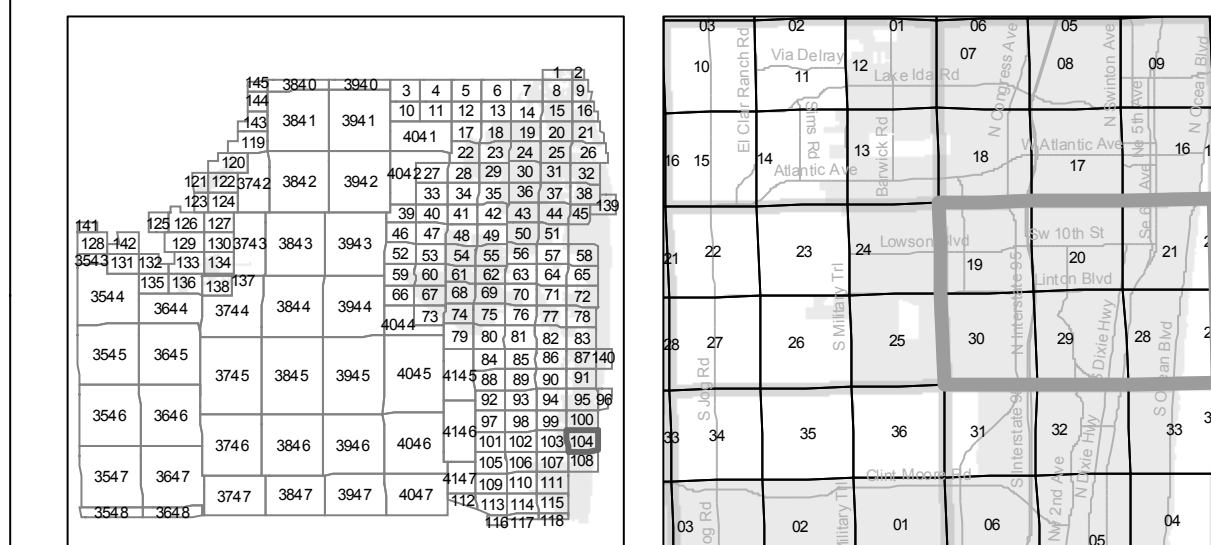 1 2
145 3840 3940 3 4 5 6 7 8 9
144 3841 3941 10 11 12 13 14 15 16
143 4041 17 18 19 20 21
119
120 3842 3942 22 23 24 25 26
121 122 3742 4042 27 28 29 30 31 32
123 124 33 34 35 36 37 38
139
141 125 126 127 39 40 41 42 43 44 45
128 142 129 130 3743 3843 3943 46 47 48 49 50 51
3543 131 132 133 134 52 53 54 55 56 57 58
135 136 138 137 59 60 61 62 63 64 65
3544 3644 3744 3844 3944 66 67 68 69 70 71 72
4044 73 74 75 76 77 78
79 80 81 82 83
3545 3645 3745 3845 3945 4045 4145 84 85 86 87 140
88 89 90 91
92 93 94 95 96
3546 3646 3746 3846 3946 4046 4146 97 98 99 100
101 102 103 104
105 106 107 108
3547 3647 3747 3847 3947 4047 4147 109 110 111
112 113 114 115
3548 3648 116 117 118
03 02 01 06 05
El Clair Ranch Rd
Via Delray
10 11 12 07 08 09
Lake Ida Rd
N Congress Ave
N Swinton Ave
N Ocean Blvd
Sims Rd
Barwick Rd
Ne 5th Ave
W Atlantic Ave
16 15 14 13 18 17 16
Atlantic Ave
Se 6 Ave
Lowson Blvd
Sw 10th St
21 22 23 24 19 20 21
Linton Blvd
S Military Trl
N Interstate 95
28 27 26 25 30 29 28
S Jog Rd
S Dixie Hwy
S Ocean Blvd
33 34 35 36 31 32 33
S Interstate 9
Nw 2nd Ave
N Dixie Hwy
Clint Moore Rd
03 02 01 06 05 04
og Rd
Military Trl